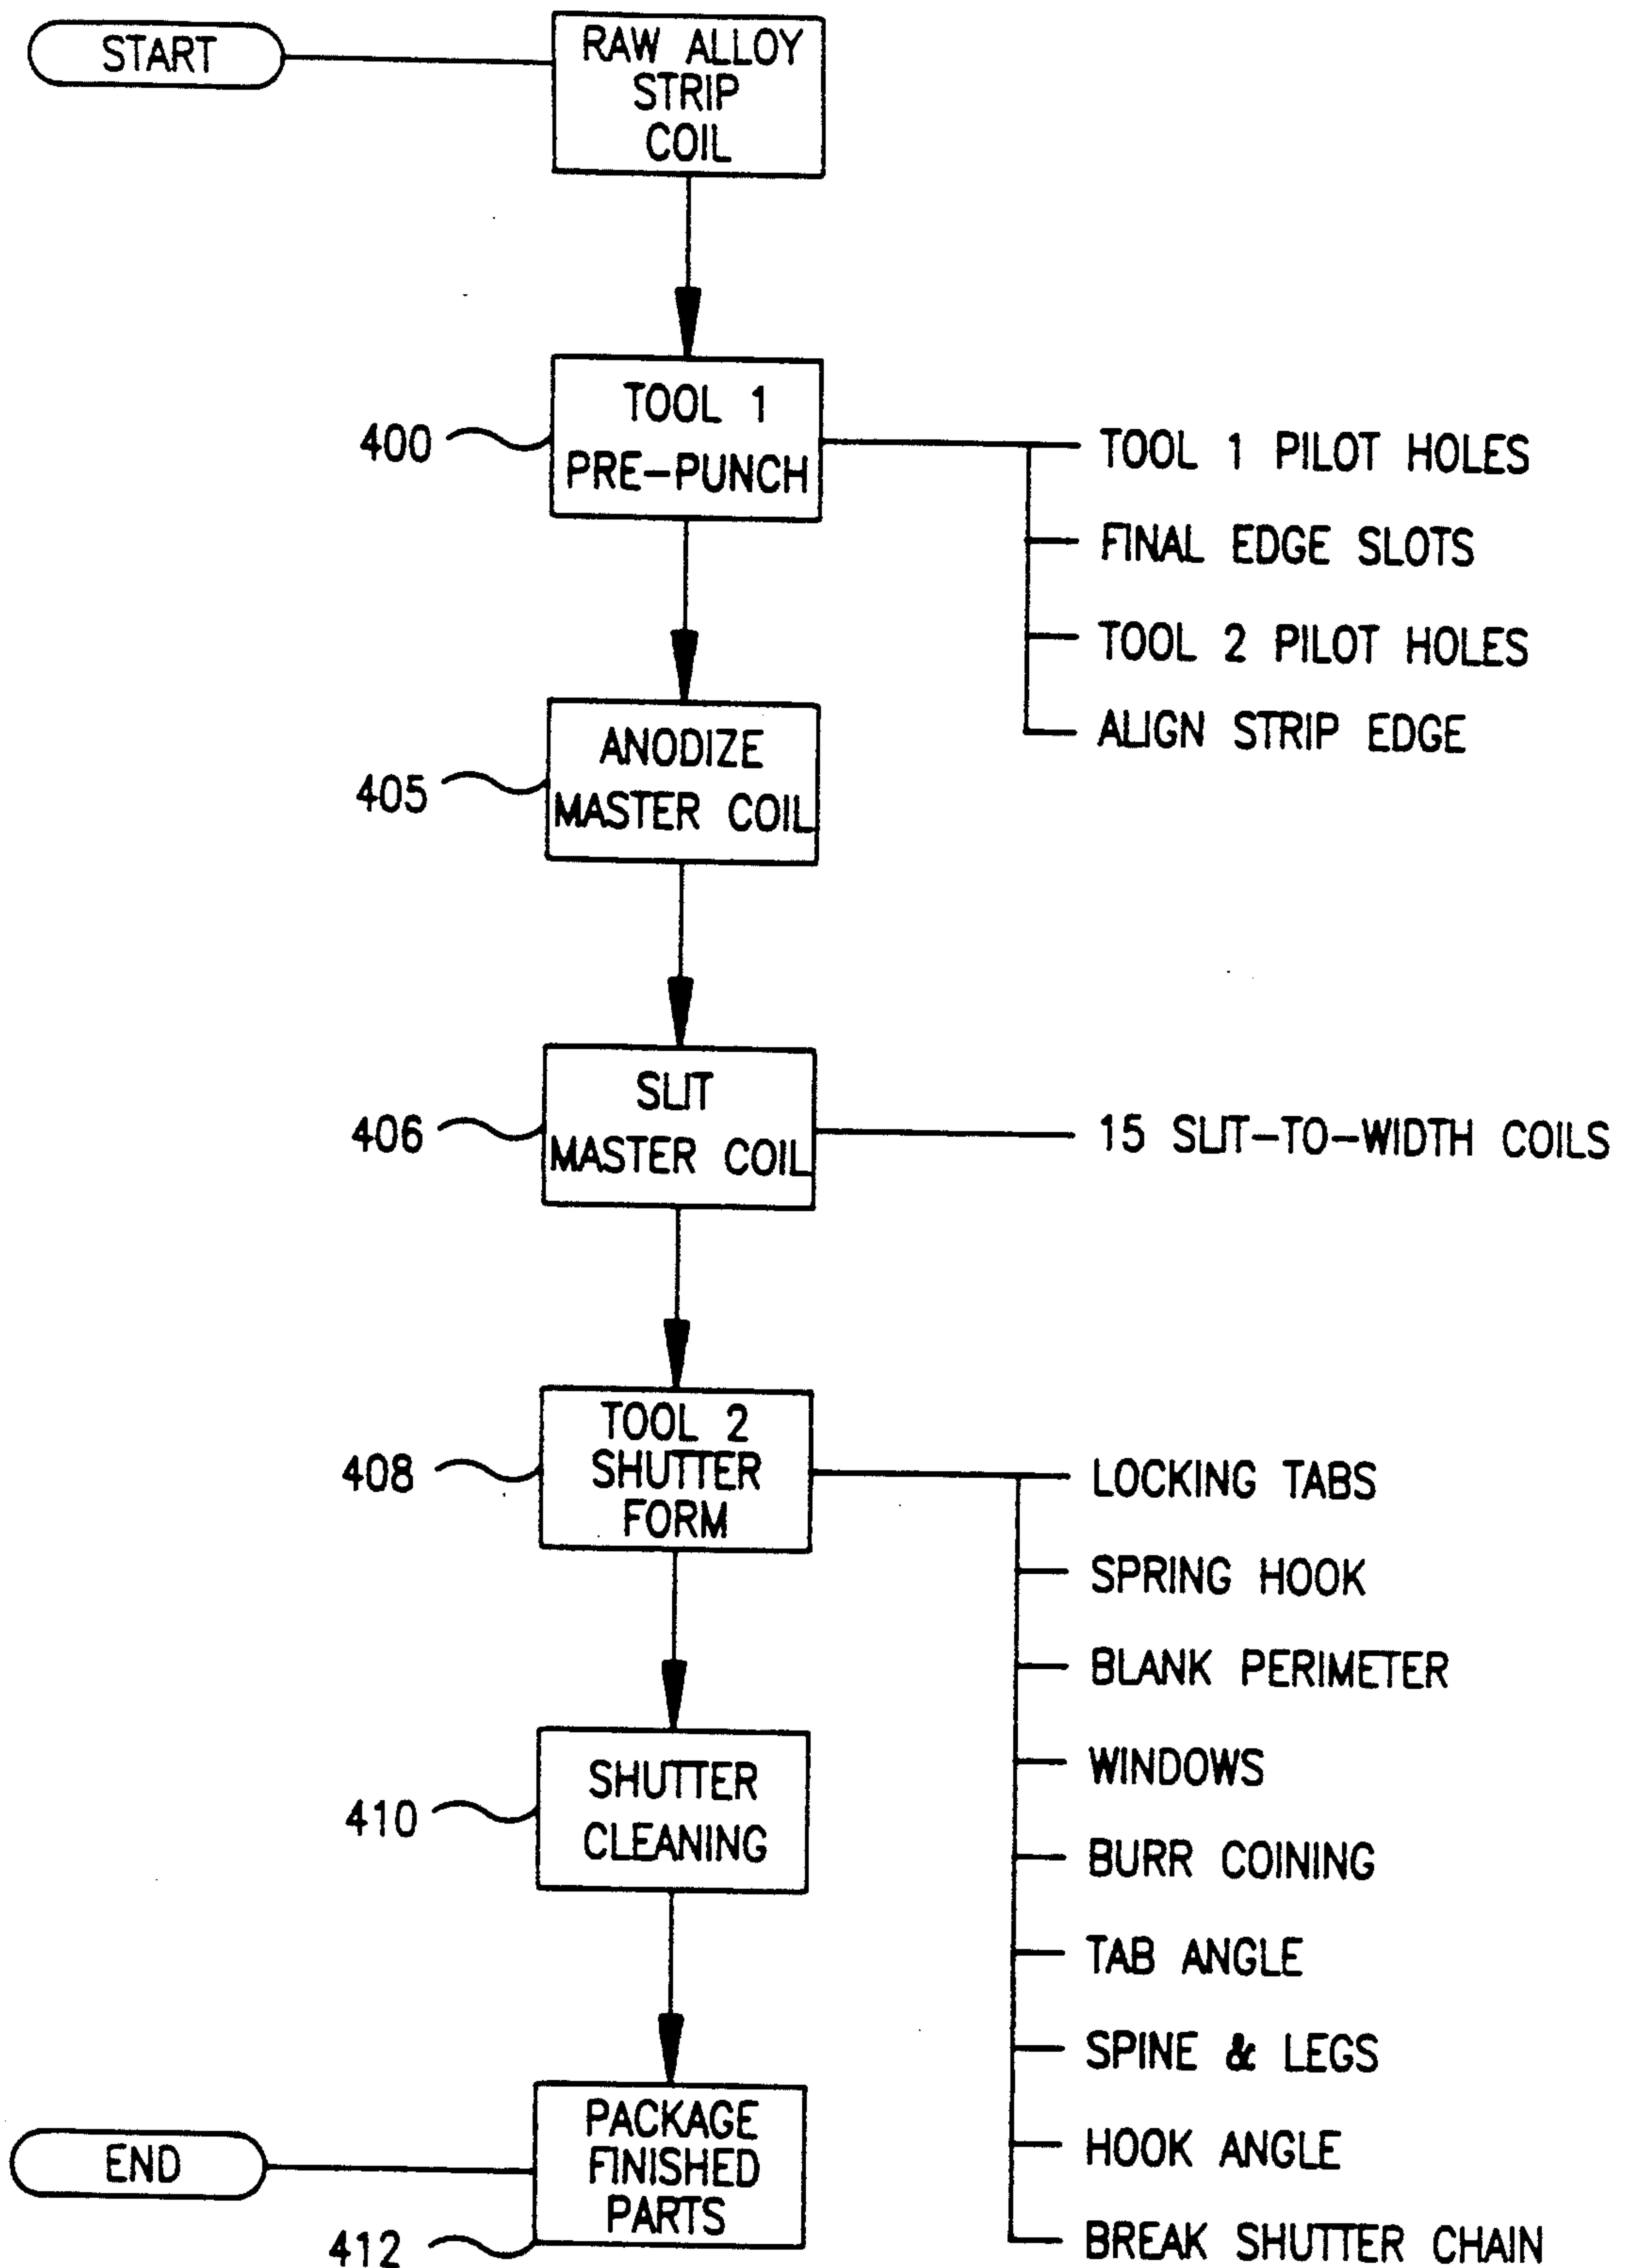 START
RAW ALLOY
STRIP
COIL
400
TOOL 1
PRE-PUNCH
TOOL 1 PILOT HOLES
FINAL EDGE SLOTS
TOOL 2 PILOT HOLES
ALIGN STRIP EDGE
405
ANODIZE
MASTER COIL
406
SLIT
MASTER COIL
15 SLIT-TO-WIDTH COILS
408
TOOL 2
SHUTTER
FORM
LOCKING TABS
SPRING HOOK
BLANK PERIMETER
WINDOWS
BURR COINING
TAB ANGLE
SPINE & LEGS
HOOK ANGLE
BREAK SHUTTER CHAIN
410
SHUTTER
CLEANING
END
PACKAGE
FINISHED
PARTS
412